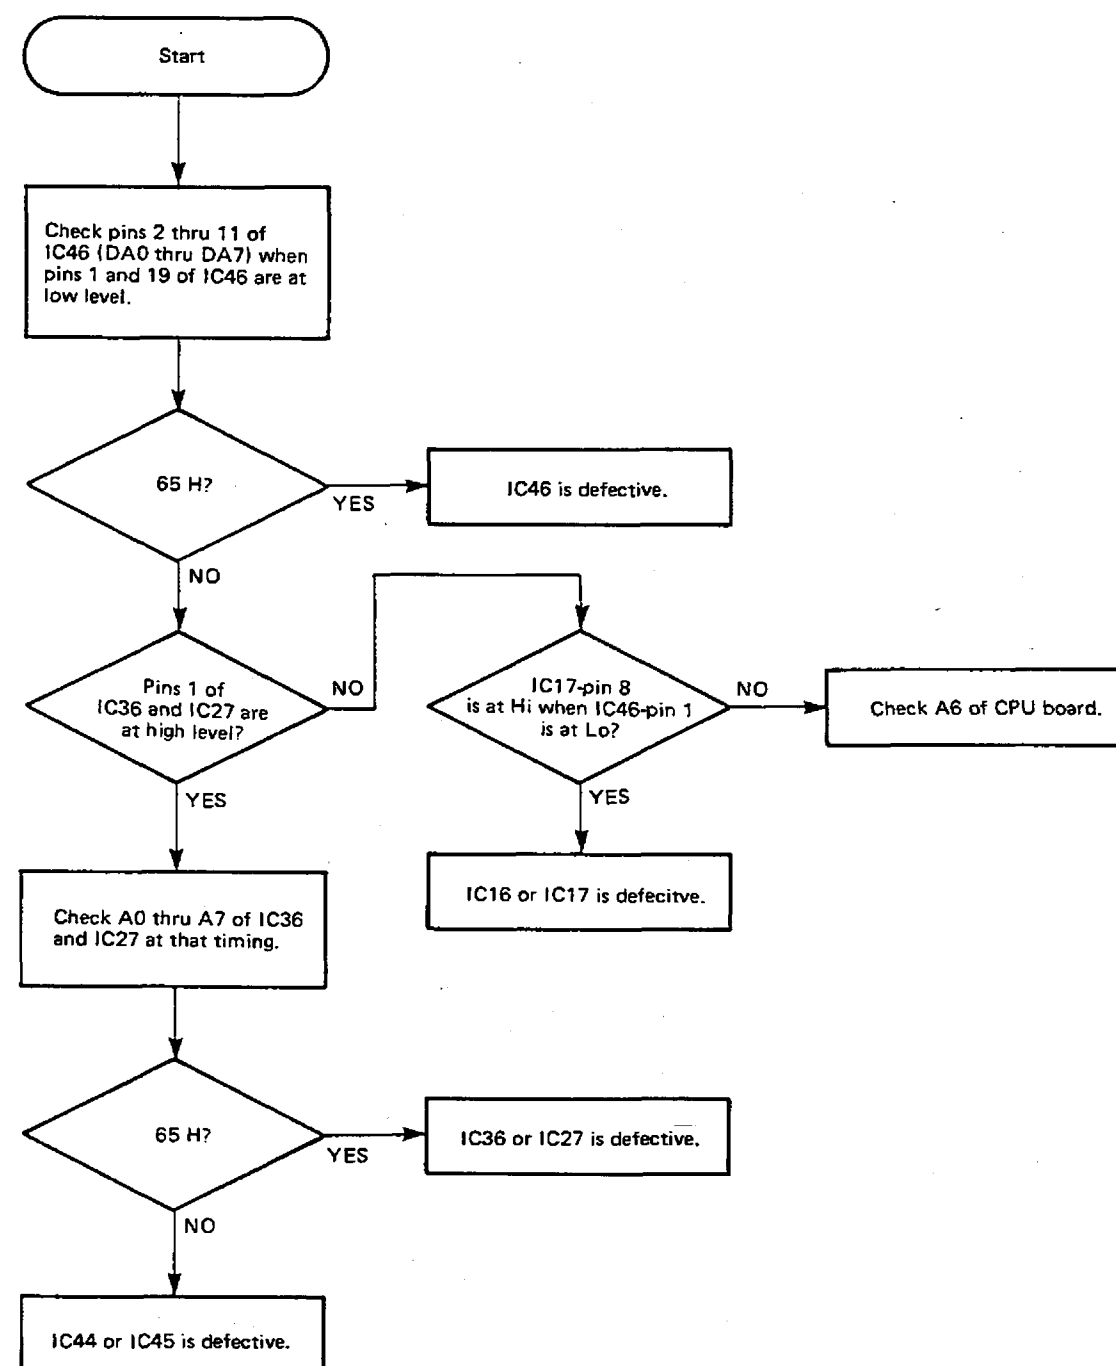 Start
Check pins 2 thru 11 of
IC46 (DA0 thru DA7) when
pins 1 and 19 of IC46 are at
low level.
65 H?
YES
IC46 is defective.
NO
Pins 1 of
IC36 and IC27 are
at high level?
NO
IC17-pin 8
is at Hi when IC46-pin 1
is at Lo?
NO
Check A6 of CPU board.
YES
YES
IC16 or IC17 is defecitve.
Check A0 thru A7 of IC36
and IC27 at that timing.
65 H?
YES
IC36 or IC27 is defective.
NO
IC44 or IC45 is defective.